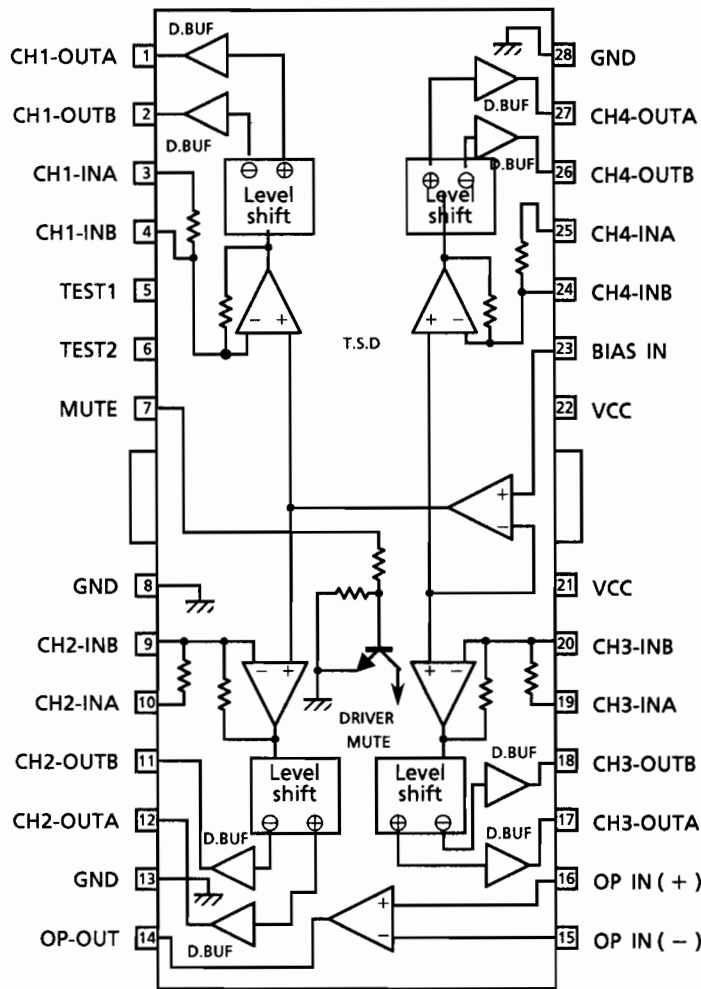 D.BUF
CH1-OUTA 1
28 GND
CH1-OUTB 2
D.BUF
D.BUF
27 CH4-OUTA
D.BUF
26 CH4-OUTB
CH1-INA 3
⊖ ⊕
Level
shift
⊕ ⊖
Level
shift
CH1-INB 4
25 CH4-INA
TEST1 5
24 CH4-INB
− +
+ −
T.S.D
TEST2 6
23 BIAS IN
MUTE 7
22 VCC
+
−
GND 8
21 VCC
CH2-INB 9
20 CH3-INB
− +
+ −
CH2-INA 10
19 CH3-INA
DRIVER
MUTE
CH2-OUTB 11
18 CH3-OUTB
D.BUF
Level
shift
⊖ ⊕
Level
shift
⊕ ⊖
CH2-OUTA 12
17 CH3-OUTA
D.BUF
D.BUF
GND 13
16 OP IN ( + )
+
−
OP-OUT 14
D.BUF
15 OP IN ( − )